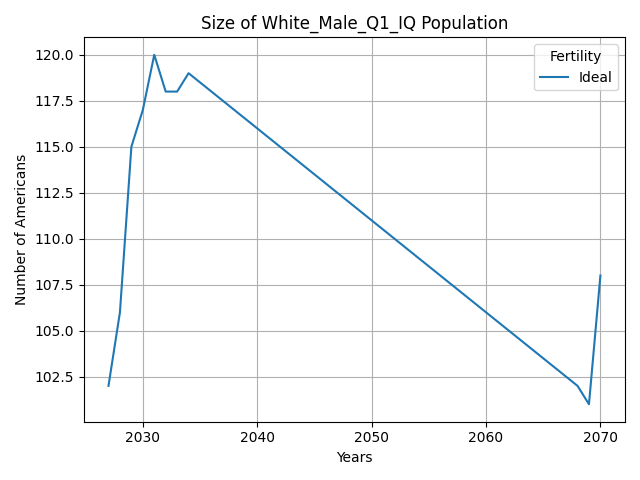 Size of White_Male_Q1_IQ Population
Fertility
Ideal
120.0
117.5
115.0
112.5
110.0
107.5
105.0
102.5
Number of Americans
2030 2040 2050 2060 2070
Years